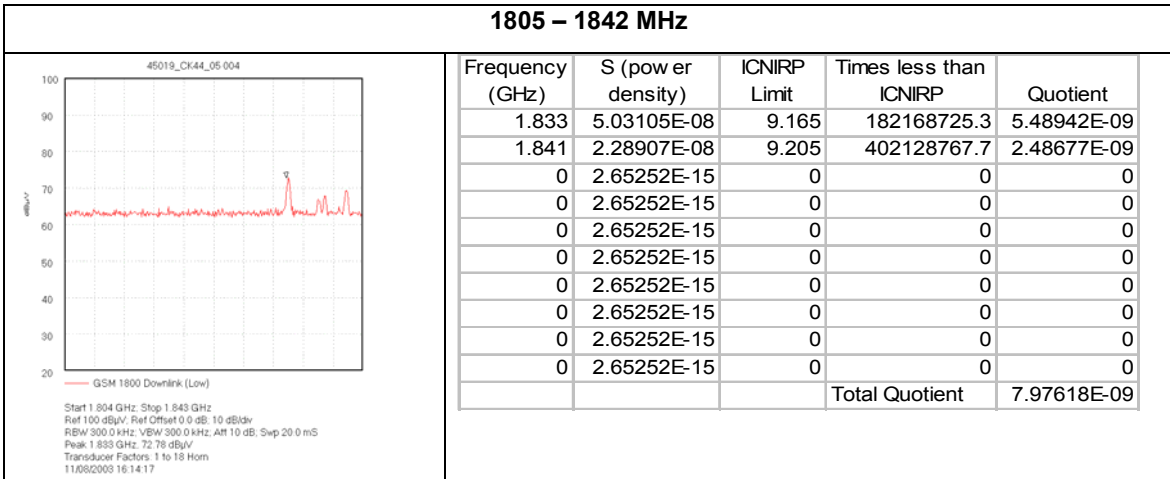 1805 – 1842 MHz
45019_CK44_05 004
100
90
80
70
60
50
40
30
20
dBµV
GSM 1800 Downlink (Low)
Start 1.804 GHz; Stop 1.843 GHz
Ref 100 dBµV; Ref Offset 0.0 dB; 10 dB/div
RBW 300.0 kHz; VBW 300.0 kHz; Att 10 dB; Swp 20.0 mS
Peak 1.833 GHz, 72.78 dBµV
Transducer Factors: 1 to 18 Horn
11/08/2003 16:14:17
Frequency (GHz) S (pow er density) ICNIRP Limit Times less than ICNIRP Quotient
1.833 5.03105E-08 9.165 182168725.3 5.48942E-09
1.841 2.28907E-08 9.205 402128767.7 2.48677E-09
0 2.65252E-15 0 0 0
0 2.65252E-15 0 0 0
0 2.65252E-15 0 0 0
0 2.65252E-15 0 0 0
0 2.65252E-15 0 0 0
0 2.65252E-15 0 0 0
0 2.65252E-15 0 0 0
0 2.65252E-15 0 0 0
Total Quotient 7.97618E-09